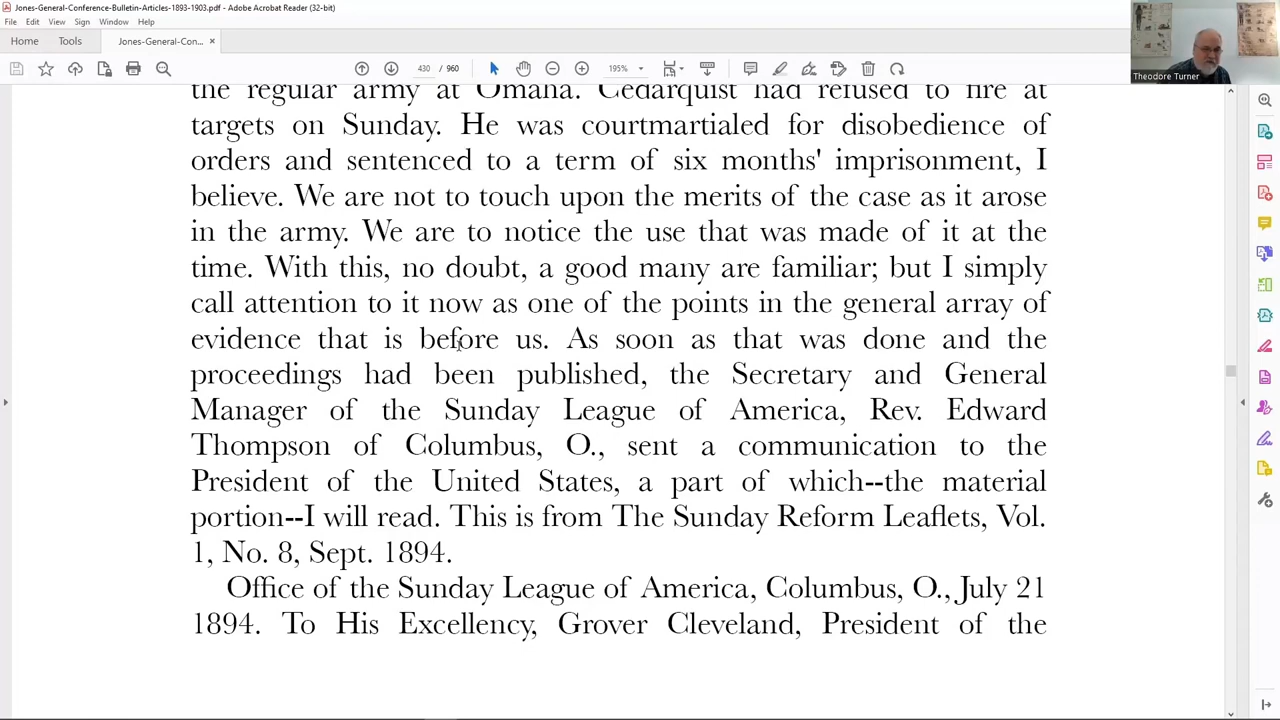 Jones-General-Conference-Bulletin-Articles-1893-1903.pdf - Adobe Acrobat Reader (32-bit)
File Edit View Sign Window Help
Home Tools Jones-General-Con... ×
430 / 960 195%
Theodore Turner
the regular army at Omaha. Cedarquist had refused to fire at
targets on Sunday. He was courtmartialed for disobedience of
orders and sentenced to a term of six months' imprisonment, I
believe. We are not to touch upon the merits of the case as it arose
in the army. We are to notice the use that was made of it at the
time. With this, no doubt, a good many are familiar; but I simply
call attention to it now as one of the points in the general array of
evidence that is before us. As soon as that was done and the
proceedings had been published, the Secretary and General
Manager of the Sunday League of America, Rev. Edward
Thompson of Columbus, O., sent a communication to the
President of the United States, a part of which--the material
portion--I will read. This is from The Sunday Reform Leaflets, Vol.
1, No. 8, Sept. 1894.
Office of the Sunday League of America, Columbus, O., July 21
1894. To His Excellency, Grover Cleveland, President of the